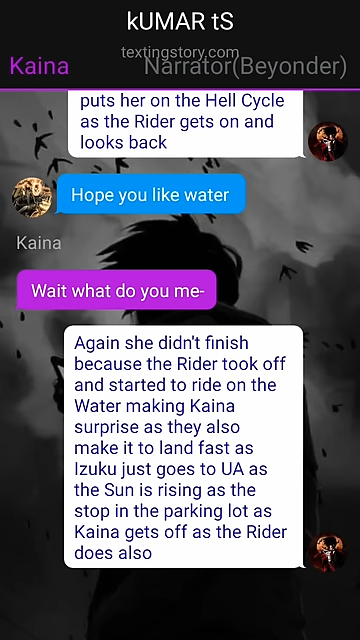 kUMAR tS
textingstory.com
Kaina
Narrator(Beyonder)
puts her on the Hell Cycle
as the Rider gets on and
looks back
Hope you like water
Kaina
Wait what do you me-
Again she didn't finish
because the Rider took off
and started to ride on the
Water making Kaina
surprise as they also
make it to land fast as
Izuku just goes to UA as
the Sun is rising as the
stop in the parking lot as
Kaina gets off as the Rider
does also